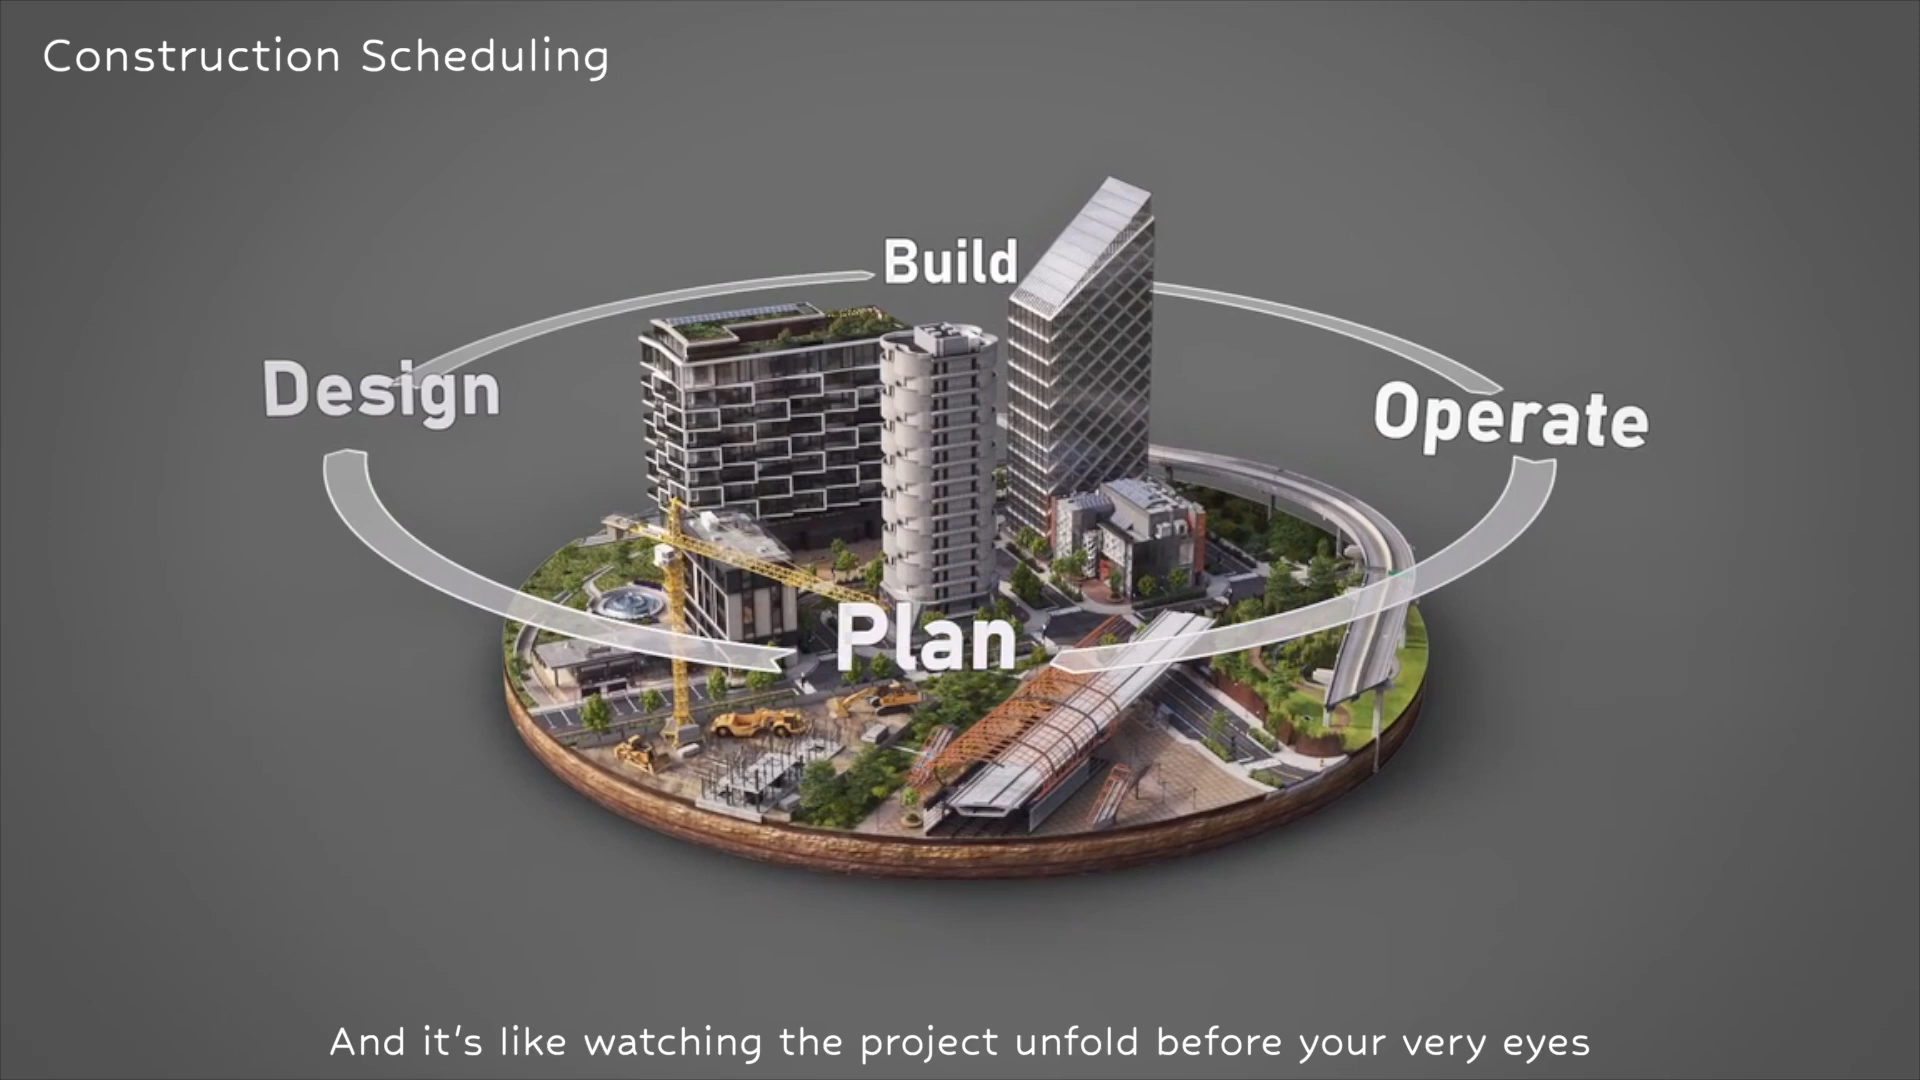 Construction Scheduling
Build
Design
Operate
Plan
And it's like watching the project unfold before your very eyes